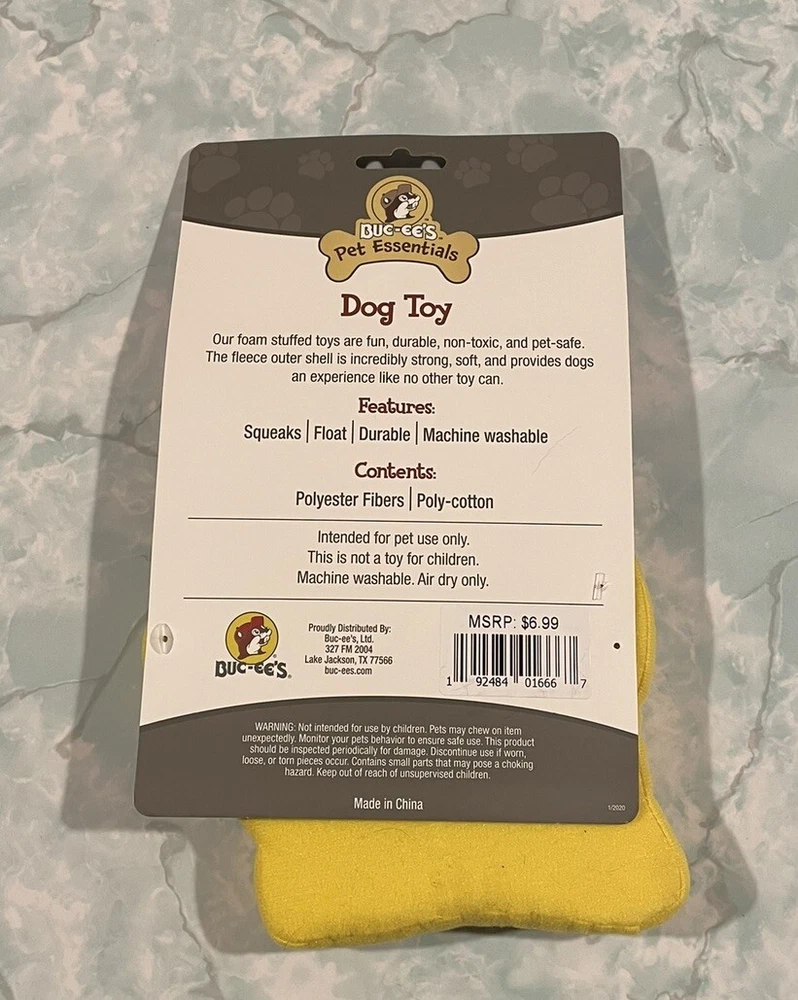 BUC-EE'S
Pet Essentials
Dog Toy
Our foam stuffed toys are fun, durable, non-toxic, and pet-safe.
The fleece outer shell is incredibly strong, soft, and provides dogs
an experience like no other toy can.
Features:
Squeaks | Float | Durable | Machine washable
Contents:
Polyester Fibers | Poly-cotton
Intended for pet use only.
This is not a toy for children.
Machine washable. Air dry only.
BUC-EE'S®
Proudly Distributed By:
Buc-ee's, Ltd.
327 FM 2004
Lake Jackson, TX 77566
buc-ees.com
MSRP: $6.99
1 92484 01666 7
WARNING: Not intended for use by children. Pets may chew on item
unexpectedly. Monitor your pets behavior to ensure safe use. This product
should be inspected periodically for damage. Discontinue use if worn,
loose, or torn pieces occur. Contains small parts that may pose a choking
hazard. Keep out of reach of unsupervised children.
Made in China
1/2020